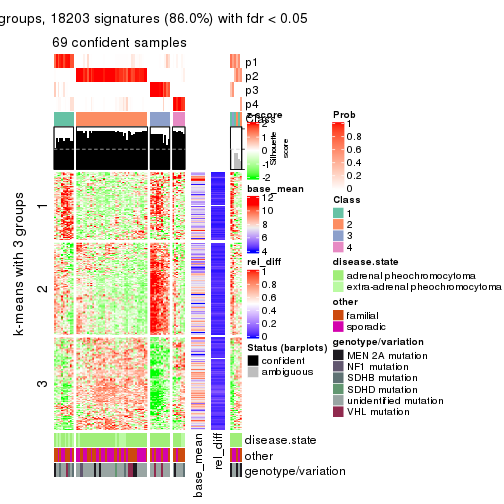 groups, 18203 signatures (86.0%) with fdr < 0.05
69 confident samples
p1
p2
p3
p4
Class
Silhouette
score
k-means with 3 groups
1
2
3
z-score
2
1
0
-1
-2
base_mean
12
10
8
6
4
rel_diff
1
0.8
0.6
0.4
0.2
0
Status (barplots)
confident
ambiguous
Prob
1
0.8
0.6
0.4
0.2
0
Class
1
2
3
4
disease.state
adrenal pheochromocytoma
extra-adrenal pheochromocytoma
other
familial
sporadic
genotype/variation
MEN 2A mutation
NF1 mutation
SDHB mutation
SDHD mutation
unidentified mutation
VHL mutation
disease.state
other
genotype/variation
base_mean
rel_diff